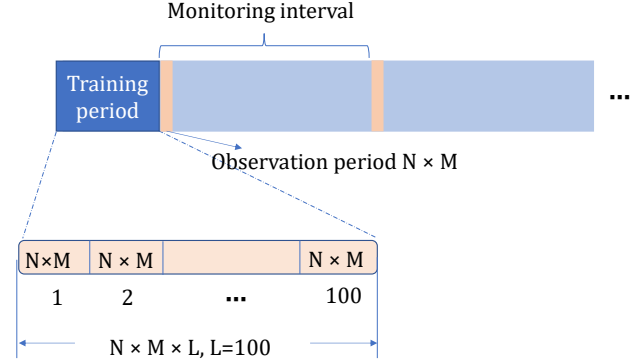 Monitoring interval
Training
period
...
Observation period N × M
N×M N × M N × M
1 2 ... 100
N × M × L, L=100